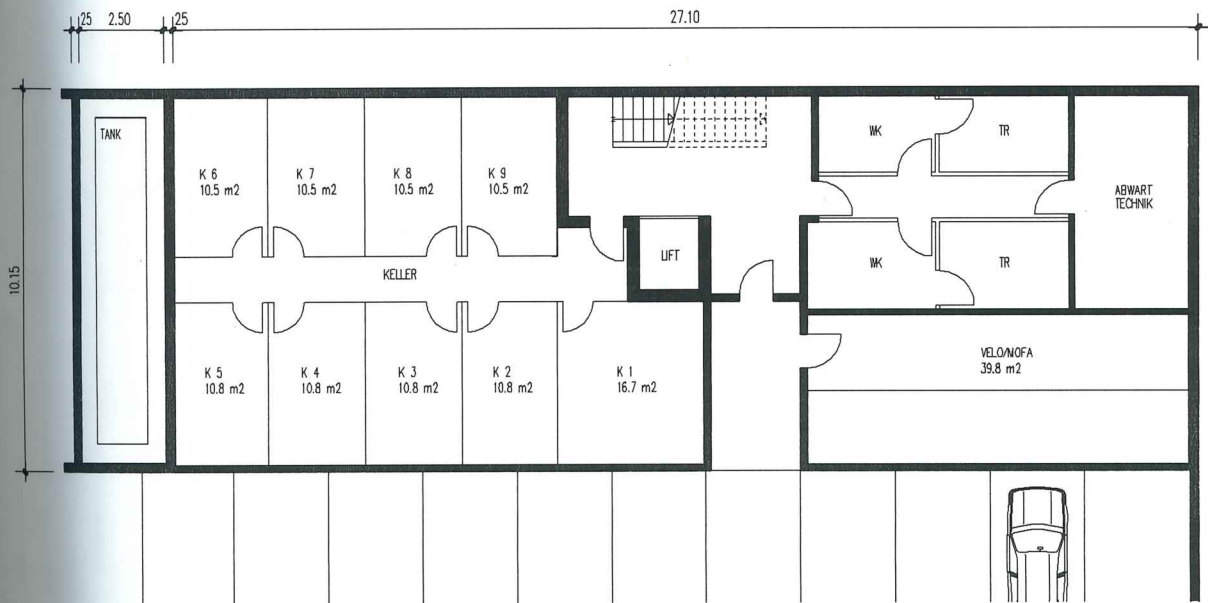 25 2.50 25 27.10
10.15
TANK
K 6
10.5 m2
K 7
10.5 m2
K 8
10.5 m2
K 9
10.5 m2
WK
TR
ABWART
TECHNIK
LIFT
KELLER
WK
TR
K 5
10.8 m2
K 4
10.8 m2
K 3
10.8 m2
K 2
10.8 m2
K 1
16.7 m2
VELO/MOFA
39.8 m2